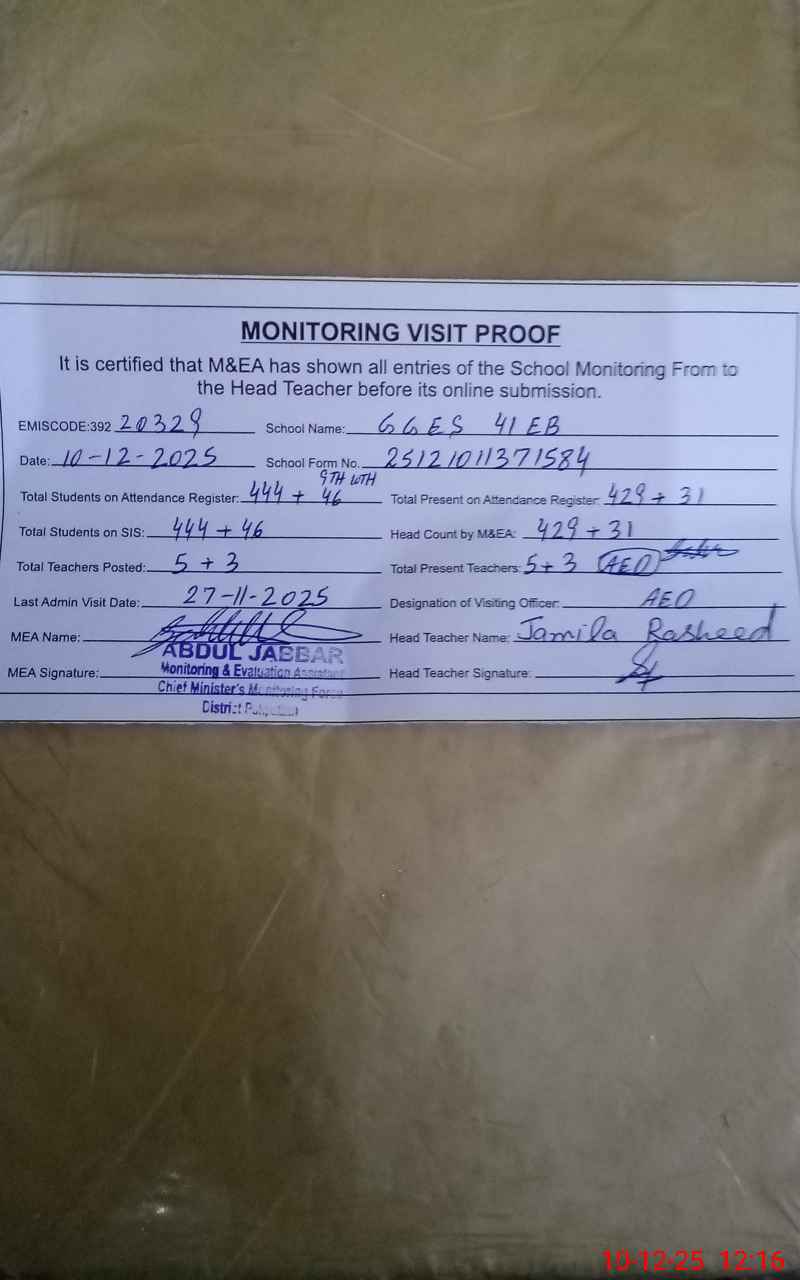 MONITORING VISIT PROOF
It is certified that M&EA has shown all entries of the School Monitoring From to
the Head Teacher before its online submission.
EMISCODE:392 20329 School Name: GGES 41 EB
Date: 10-12-2025 School Form No. 25121011371584
9TH 10TH
Total Students on Attendance Register: 444 + 46 Total Present on Attendance Register: 429 + 31
Total Students on SIS: 444 + 46 Head Count by M&EA: 429 + 31
Total Teachers Posted: 5 + 3 Total Present Teachers: 5 + 3 AEO
Last Admin Visit Date: 27-11-2025 Designation of Visiting Officer: AEO
MEA Name: Head Teacher Name: Jamila Rasheed
ABDUL JABBAR
MEA Signature: Monitoring & Evaluation Assistant Head Teacher Signature:
Chief Minister's Monitoring Force
District
10-12-25 12:16